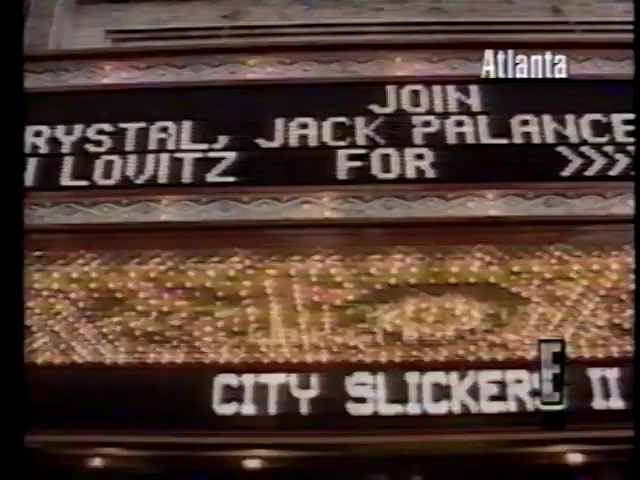 Atlanta
JOIN
RYSTAL, JACK PALANCE
LOVITZ FOR >>>
CITY SLICKERS II
E